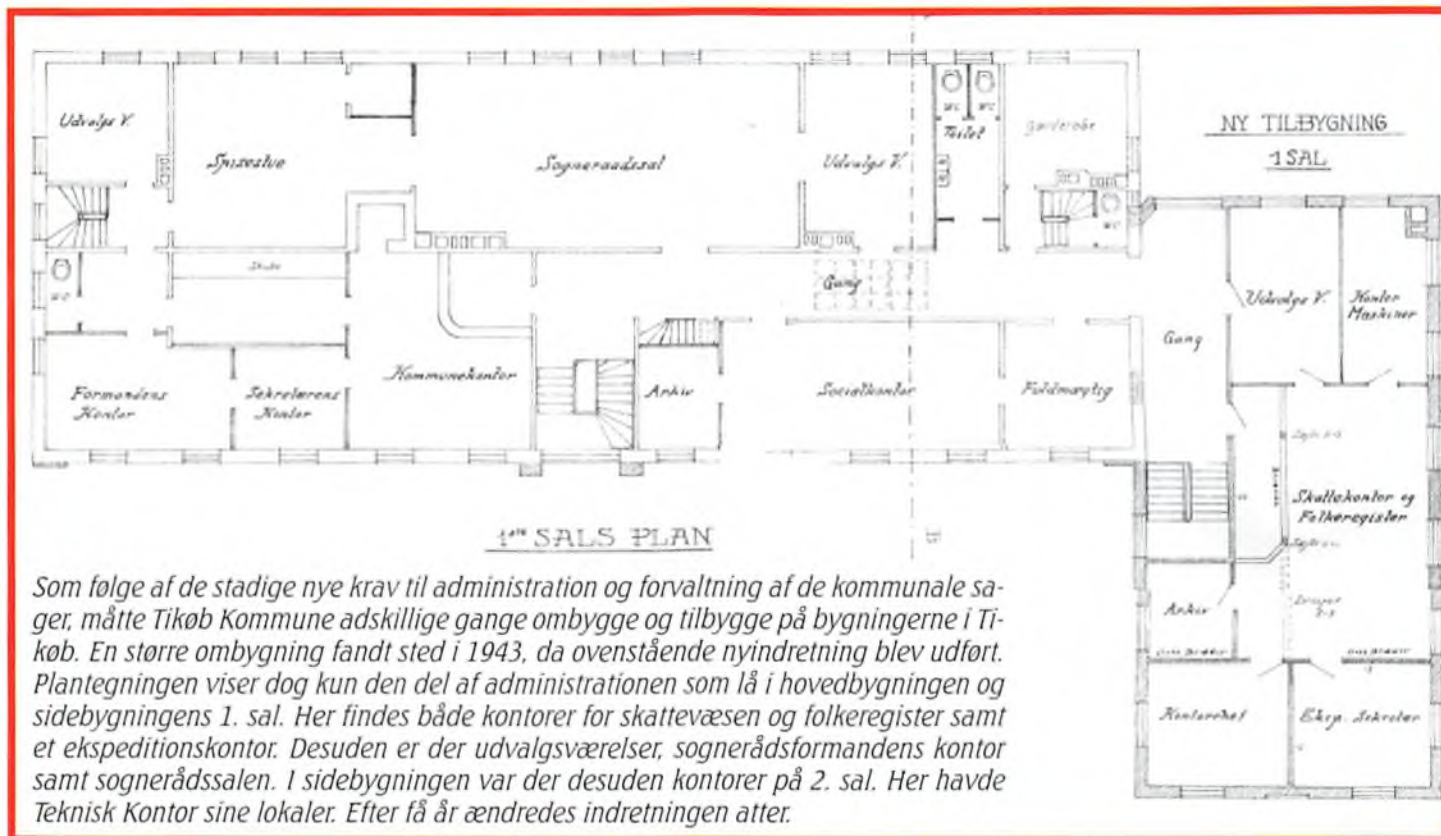 Udvalgs V.
Spisestue
Sogneraadssal
Udvalgs V.
WC
WC
Toilet
Garderobe
WC
NY TILBYGNING
1 SAL
WC
Skabe
Gang
Formandens
Kontor
Sekretærens
Kontor
Kommunekontor
Arkiv
Socialkontor
Fuldmægtig
Gang
Udvalgs V.
Kontor
Maskiner
Skattekontor og
Folkeregister
Arkiv
Kontorchef
Eksp. Sekretær
1ste SALS PLAN
Som følge af de stadige nye krav til administration og forvaltning af de kommunale sa-
ger, måtte Tikøb Kommune adskillige gange ombygge og tilbygge på bygningerne i Ti-
køb. En større ombygning fandt sted i 1943, da ovenstående nyindretning blev udført.
Plantegningen viser dog kun den del af administrationen som lå i hovedbygningen og
sidebygningens 1. sal. Her findes både kontorer for skattevæsen og folkeregister samt
et ekspeditionskontor. Desuden er der udvalgsværelser, sognerådsformandens kontor
samt sognerådssalen. I sidebygningen var der desuden kontorer på 2. sal. Her havde
Teknisk Kontor sine lokaler. Efter få år ændredes indretningen atter.